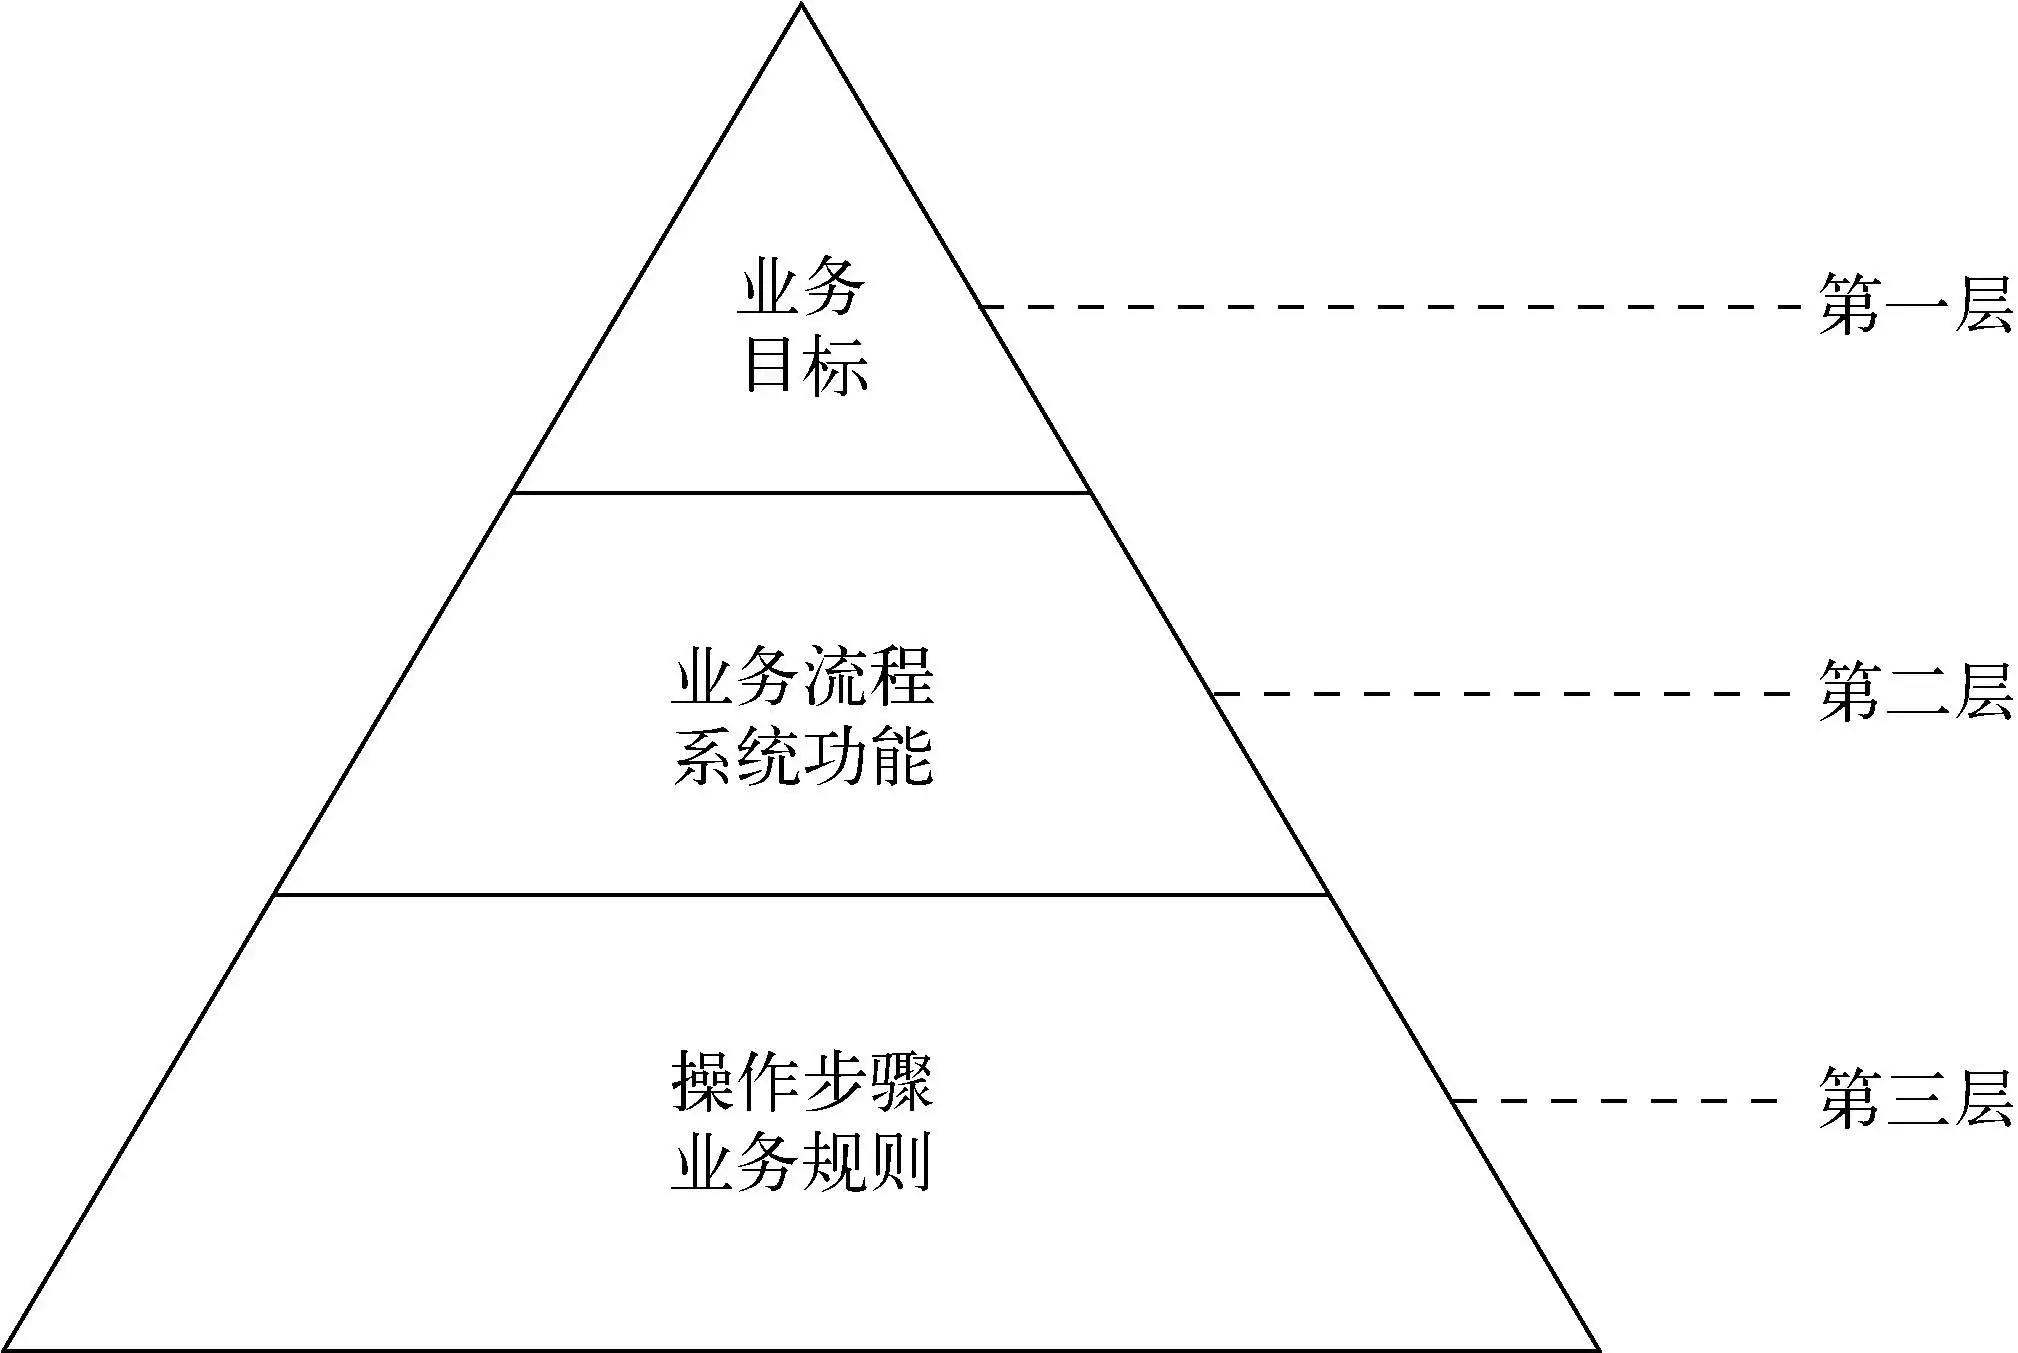 业务
目标
第一层
业务流程
系统功能
第二层
操作步骤
业务规则
第三层